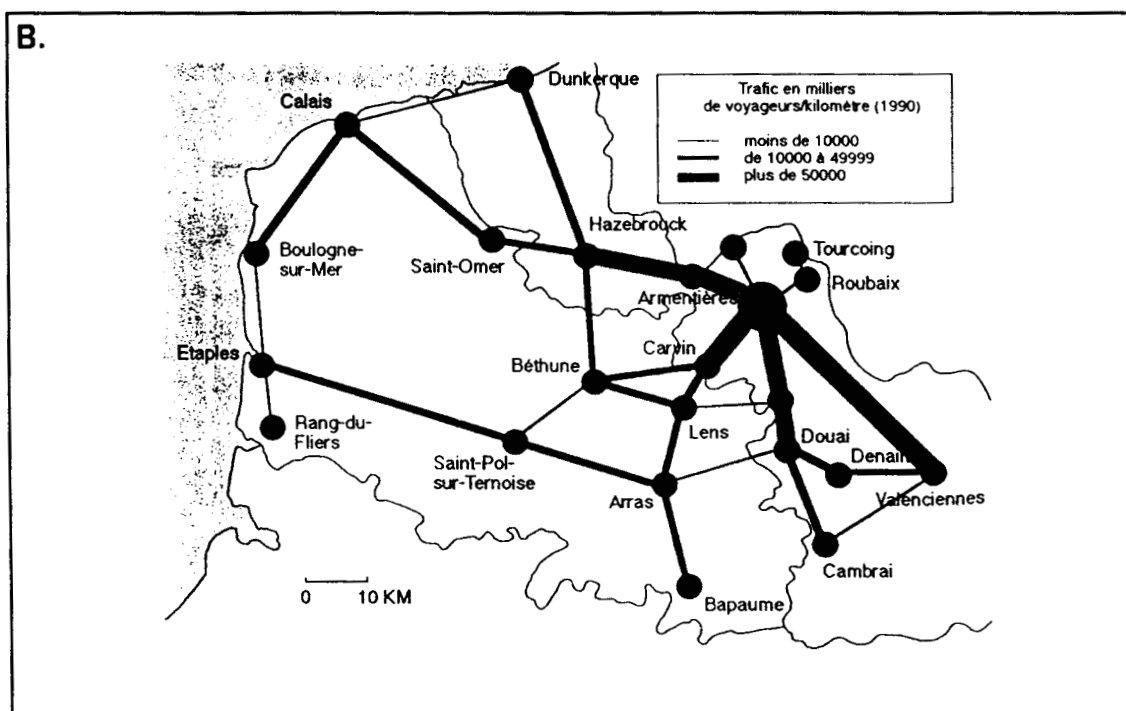 B.
Dunkerque
Calais
Trafic en milliers
de voyageurs/kilomètre (1990)
moins de 10000
de 10000 à 49999
plus de 50000
Hazebrouck
Boulogne-
sur-Mer
Saint-Omer
Tourcoing
Roubaix
Armentières
Etaples
Béthune
Carvin
Rang-du-
Fliers
Lens
Saint-Pol-
sur-Ternoise
Douai
Denain
Arras
Valenciennes
Cambrai
Bapaume
0 10 KM